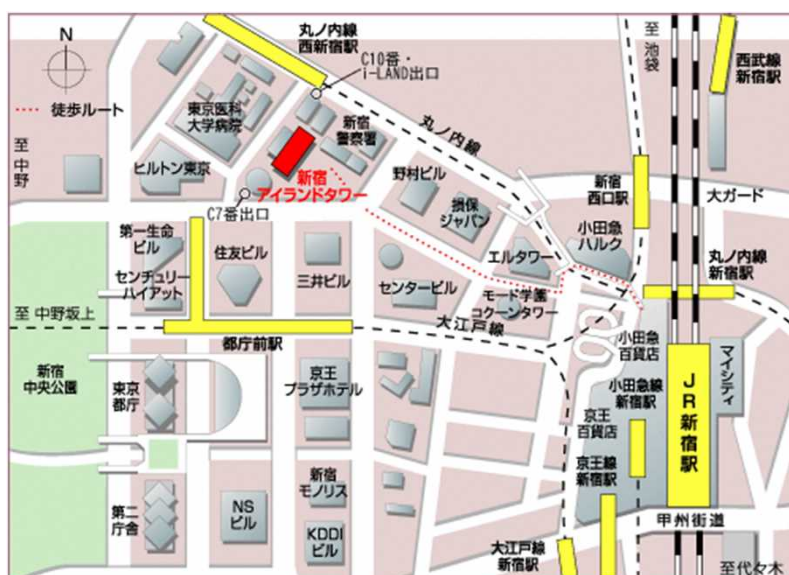 N
徒歩ルート
至
中野
丸ノ内線
西新宿駅
C10番・
i-LAND出口
至
池袋
西武線
新宿駅
東京医科
大学病院
新宿
警察署
丸ノ内線
ヒルトン東京
新宿
アイランドタワー
C7番出口
野村ビル
損保
ジャパン
新宿
西口駅
大ガード
小田急
ハルク
丸ノ内線
新宿駅
第一生命
ビル
センチュリー
ハイアット
住友ビル
三井ビル
センタービル
エルタワー
モード学園
コクーンタワー
至 中野坂上
都庁前駅
大江戸線
小田急
百貨店
マイシティ
新宿
中央公園
東京
都庁
京王
プラザホテル
小田急線
新宿駅
JR新宿駅
京王
百貨店
京王線
新宿駅
第二
庁舎
NS
ビル
新宿
モノリス
KDDI
ビル
甲州街道
大江戸線
新宿駅
至代々木